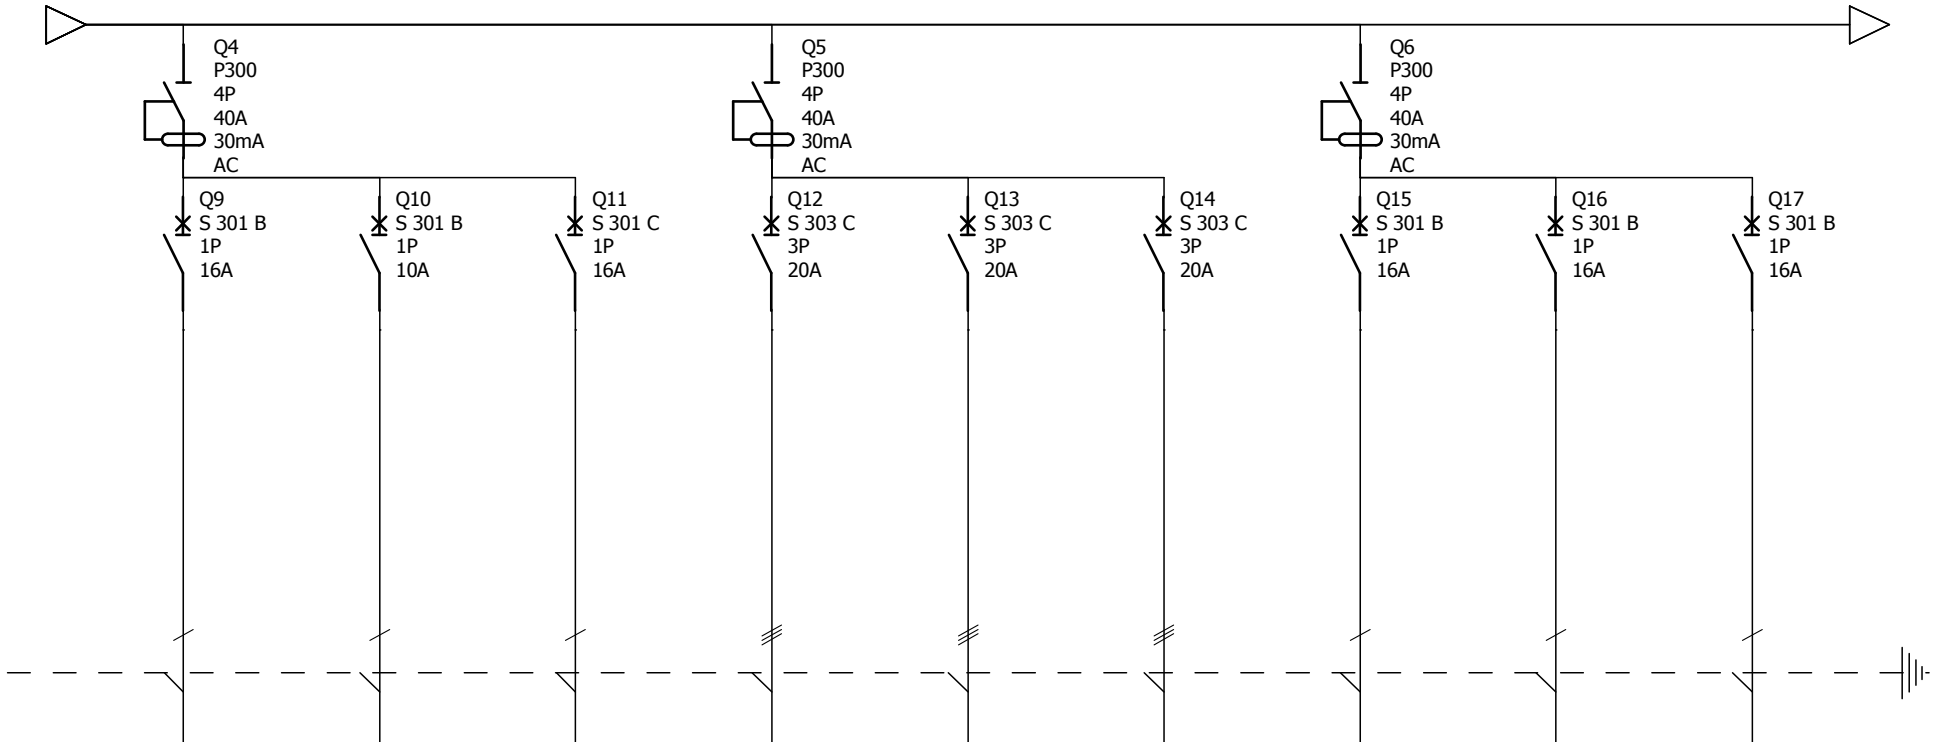 Q4
P300
4P
40A
30mA
AC
Q5
P300
4P
40A
30mA
AC
Q6
P300
4P
40A
30mA
AC
Q9
S 301 B
1P
16A
Q10
S 301 B
1P
10A
Q11
S 301 C
1P
16A
Q12
S 303 C
3P
20A
Q13
S 303 C
3P
20A
Q14
S 303 C
3P
20A
Q15
S 301 B
1P
16A
Q16
S 301 B
1P
16A
Q17
S 301 B
1P
16A